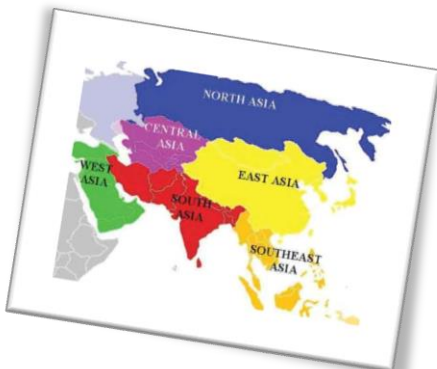 NORTH ASIA
CENTRAL
ASIA
WEST
ASIA
EAST ASIA
SOUTH
ASIA
SOUTHEAST
ASIA